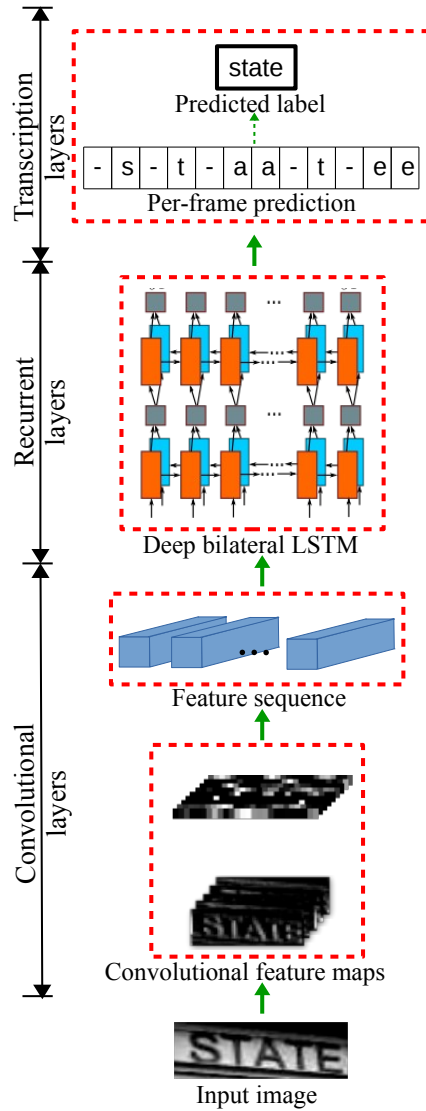 Transcription
layers
state
Predicted label
- s - t - a a - t - e e
Per-frame prediction
Recurrent
layers
...
...
...
...
Deep bilateral LSTM
Feature sequence
Convolutional
layers
STATE
Convolutional feature maps
STATE
Input image